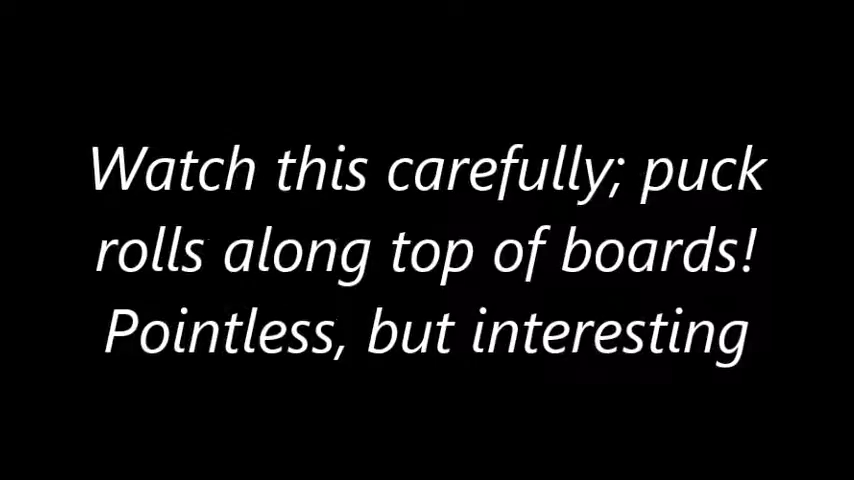 Watch this carefully; puck
rolls along top of boards!
Pointless, but interesting